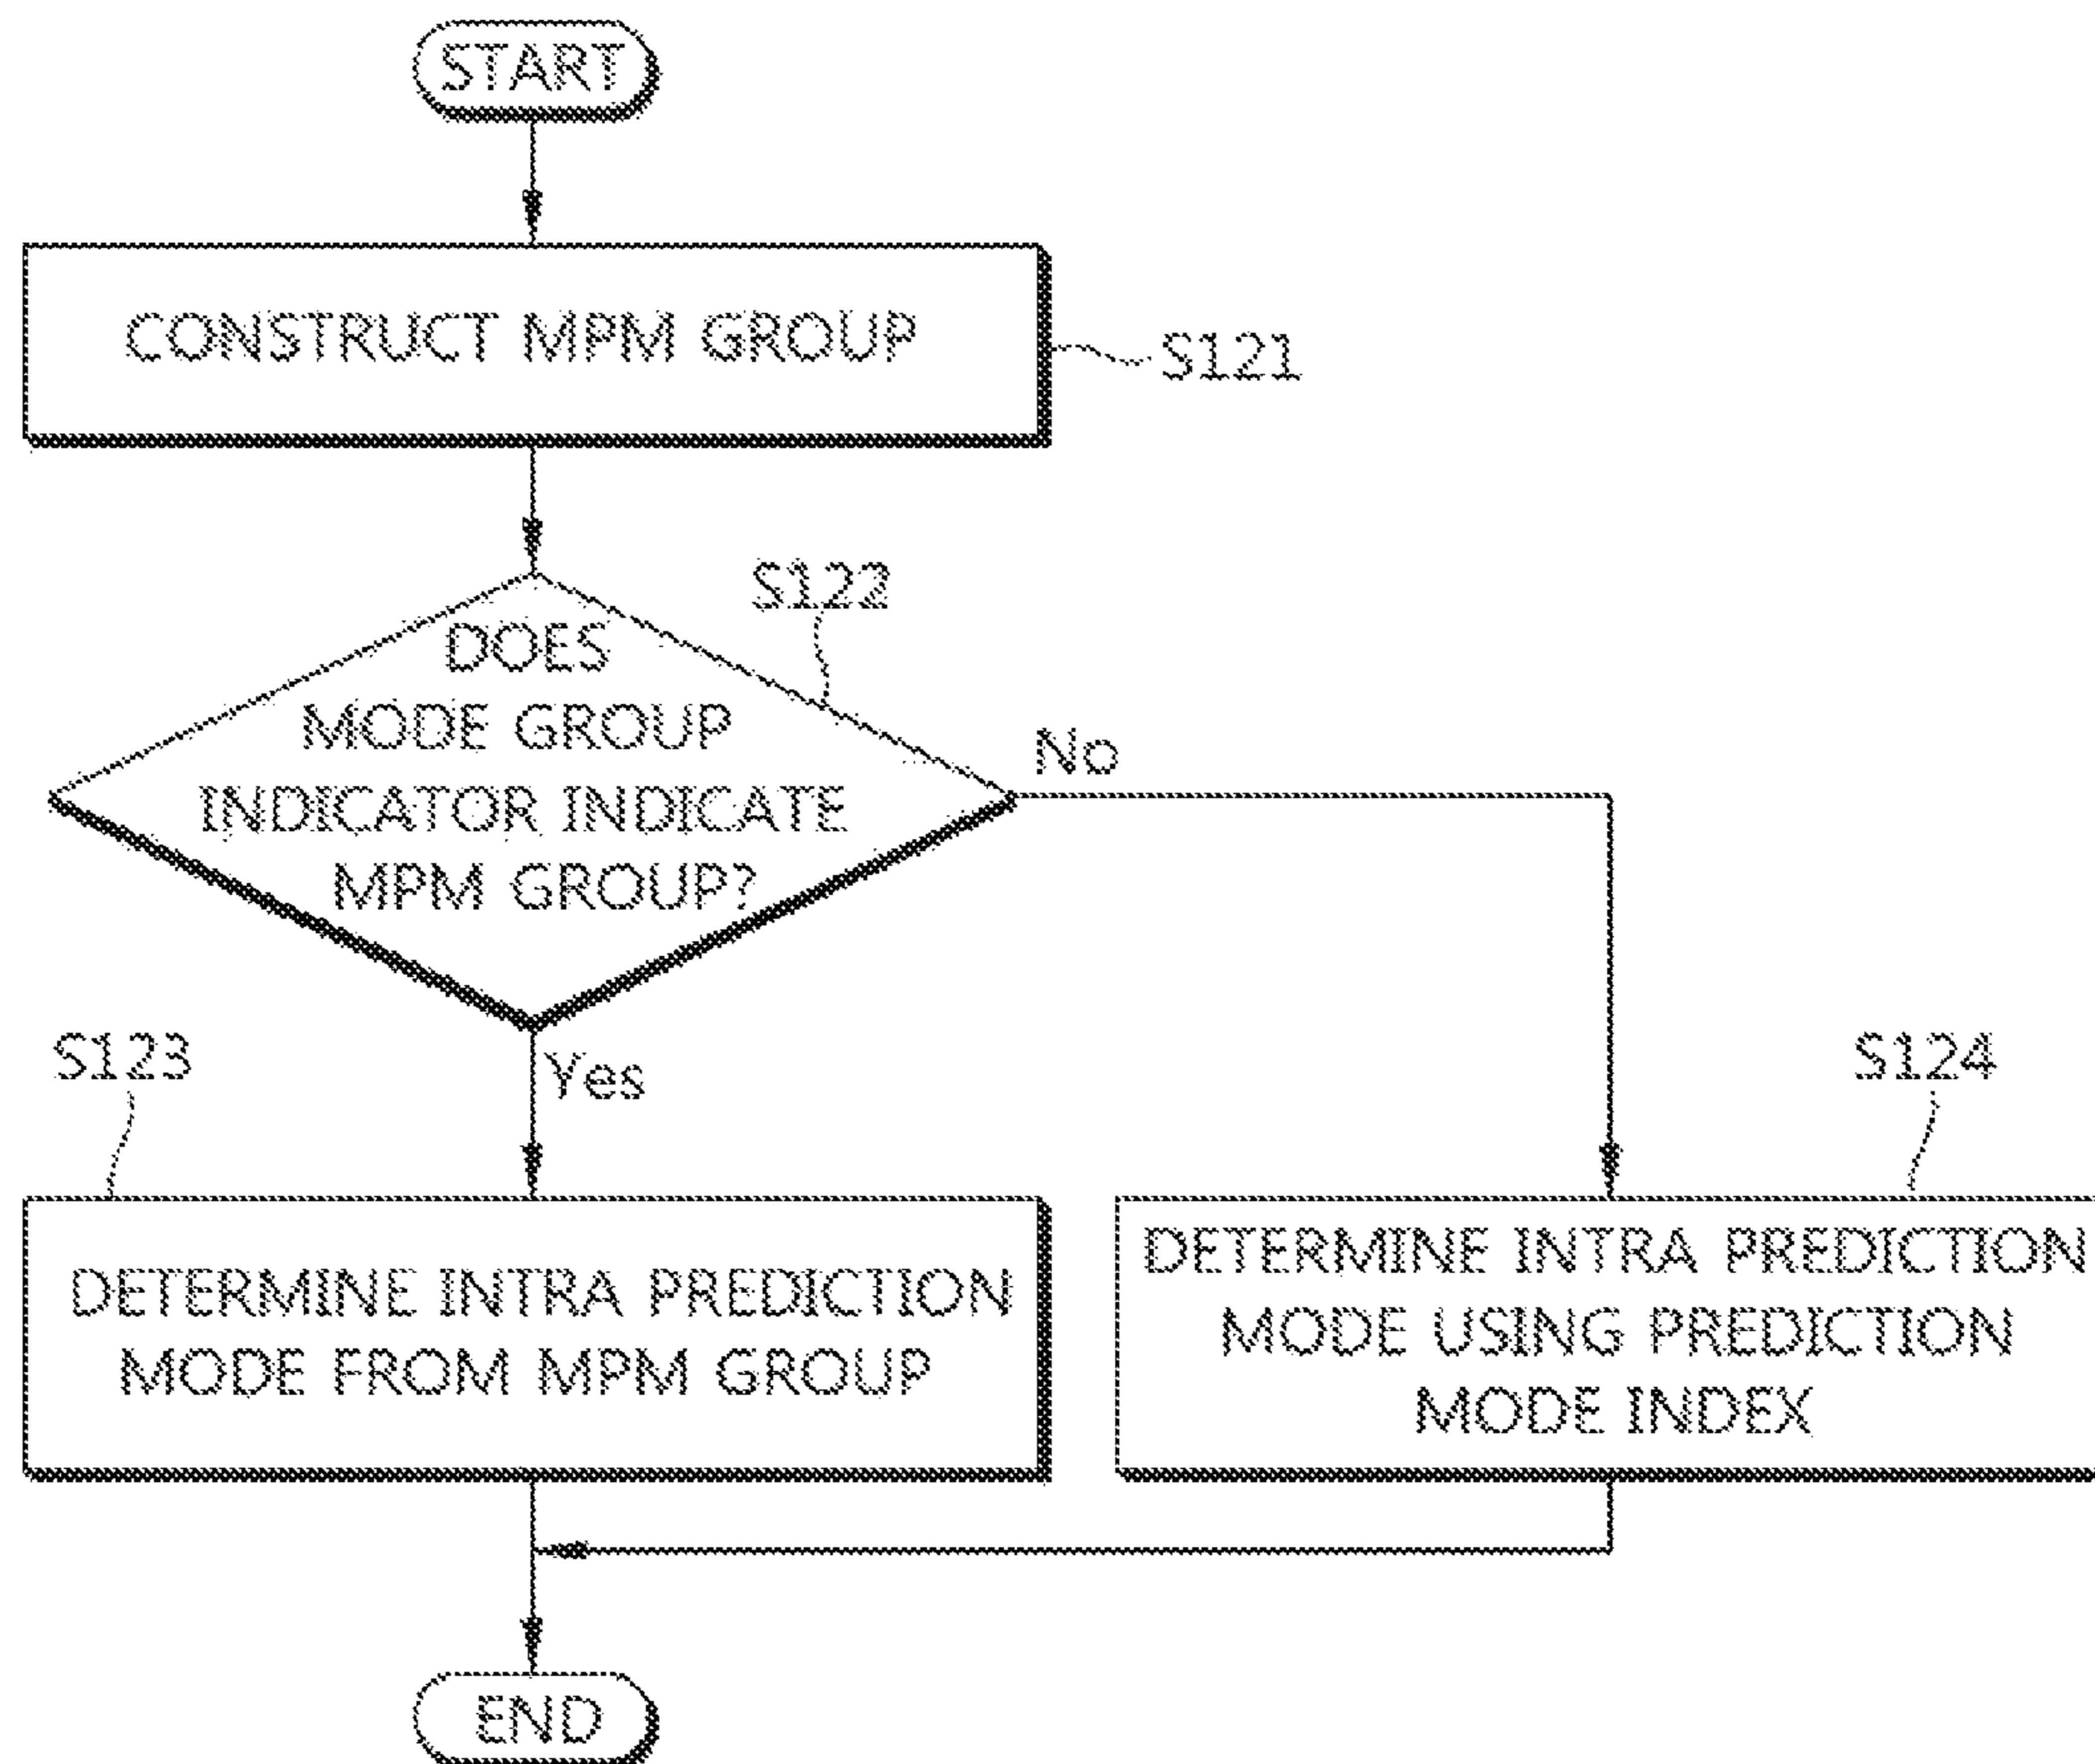 START
CONSTRUCT MPM GROUP
S121
S122
DOES
MODE GROUP
INDICATOR INDICATE
MPM GROUP?
No
Yes
S123
DETERMINE INTRA PREDICTION
MODE FROM MPM GROUP
S124
DETERMINE INTRA PREDICTION
MODE USING PREDICTION
MODE INDEX
END